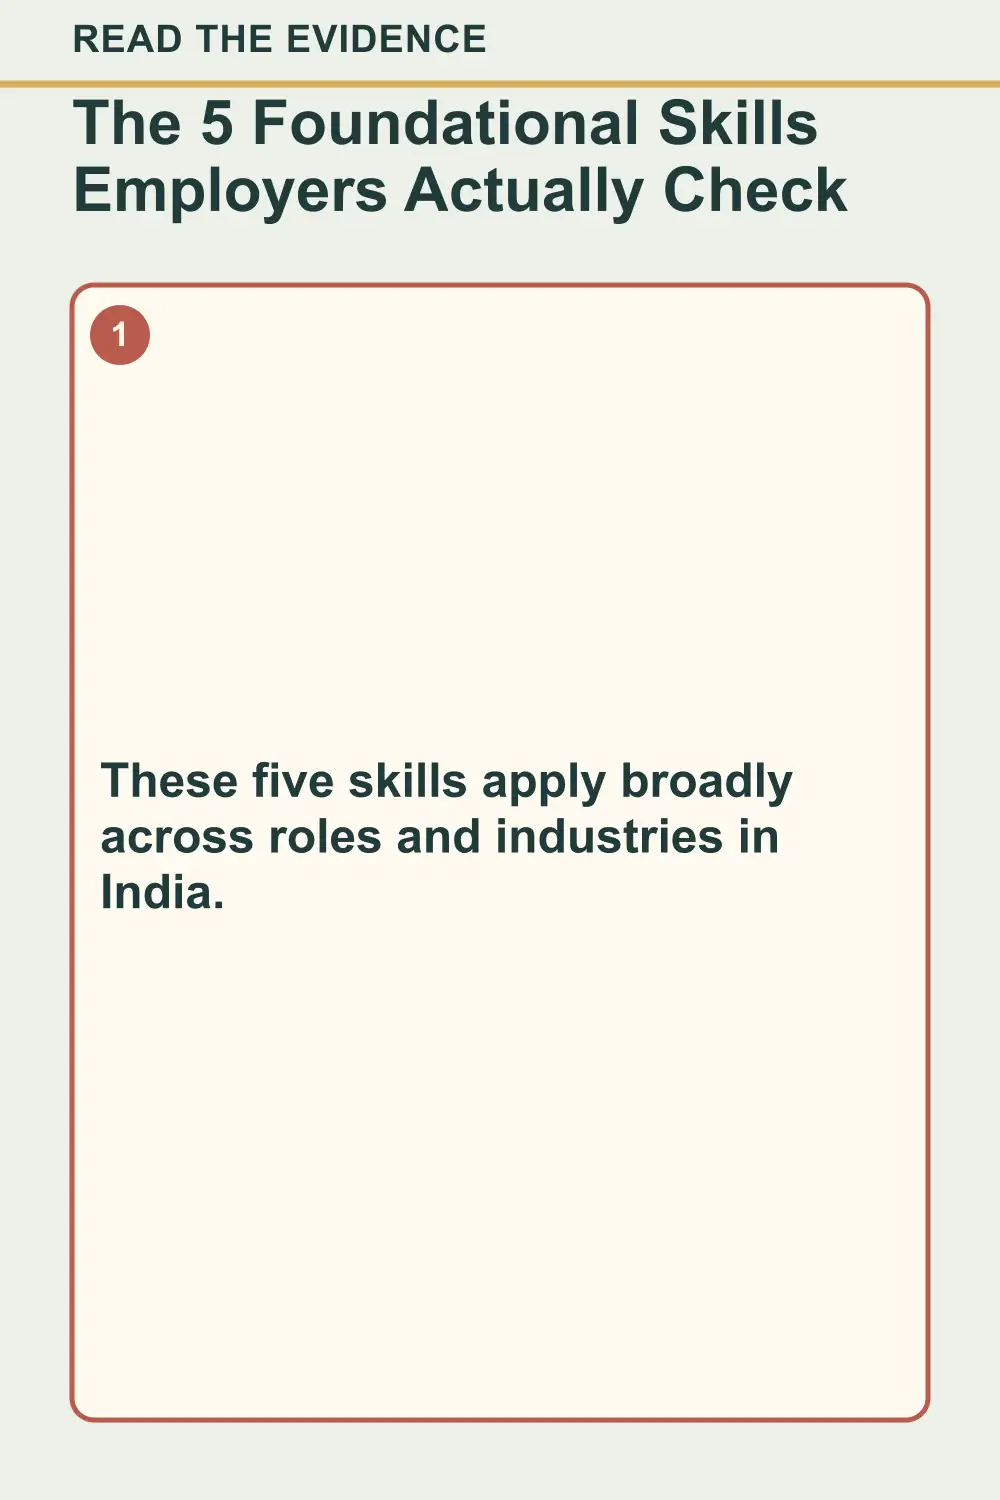 READ THE EVIDENCE
The 5 Foundational Skills
Employers Actually Check
1
These five skills apply broadly
across roles and industries in
India.